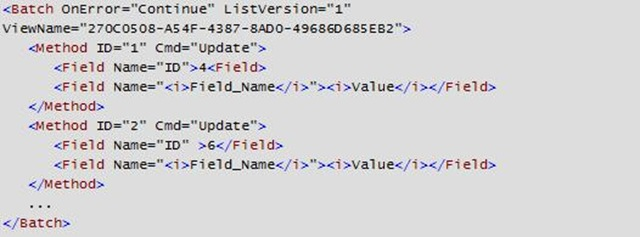 <Batch OnError="Continue" ListVersion="1"
ViewName="270C0508-A54F-4387-8AD0-49686D685EB2">
<Method ID="1" Cmd="Update">
<Field Name="ID">4<Field>
<Field Name="<i>Field_Name</i>"><i>Value</i></Field>
</Method>
<Method ID="2" Cmd="Update">
<Field Name="ID" >6</Field>
<Field Name="<i>Field_Name</i>"><i>Value</i></Field>
</Method>
...
</Batch>